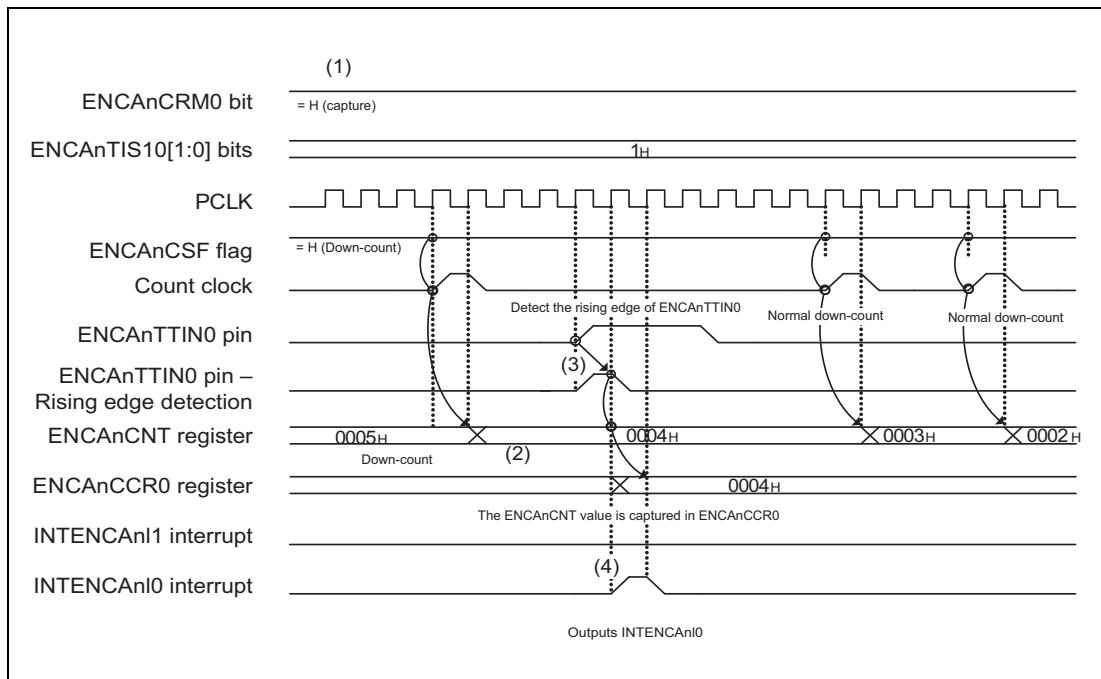 (1)
ENCAnCRM0 bit
= H (capture)
ENCAnTIS10[1:0] bits
1H
PCLK
ENCAnCSF flag
= H (Down-count)
Count clock
Detect the rising edge of ENCAnTTIN0
Normal down-count
Normal down-count
ENCAnTTIN0 pin
(3)
ENCAnTTIN0 pin –
Rising edge detection
ENCAnCNT register
0005H
0004H
0003H
0002H
Down-count
(2)
ENCAnCCR0 register
0004H
The ENCAnCNT value is captured in ENCAnCCR0
INTENCAnI1 interrupt
(4)
INTENCAnI0 interrupt
Outputs INTENCAnI0